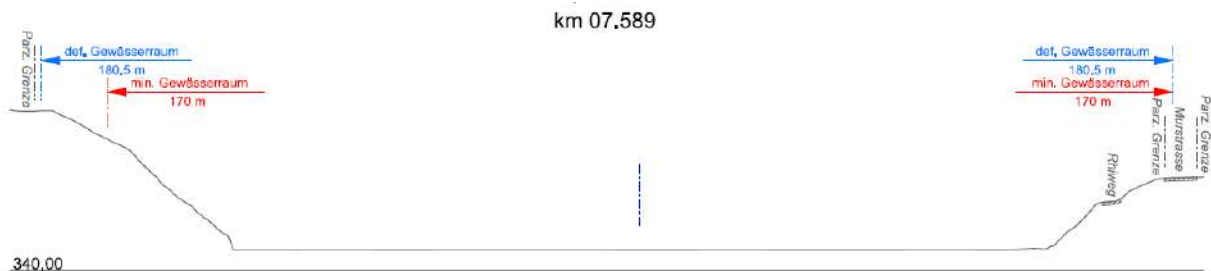 km 07.589
Parz. Grenze
def. Gewässerraum
180.5 m
min. Gewässerraum
170 m
def. Gewässerraum
180.5 m
min. Gewässerraum
170 m
Rhiweg
Parz. Grenze
Murstrasse
Parz. Grenze
340.00